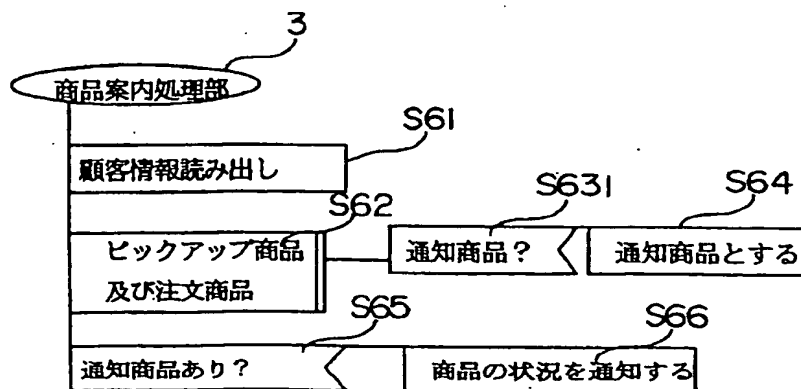 3
商品案内処理部
S61
顧客情報読み出し
S62
ピックアップ商品
及び注文商品
S631
通知商品？
S64
通知商品とする
S65
通知商品あり？
S66
商品の状況を通知する